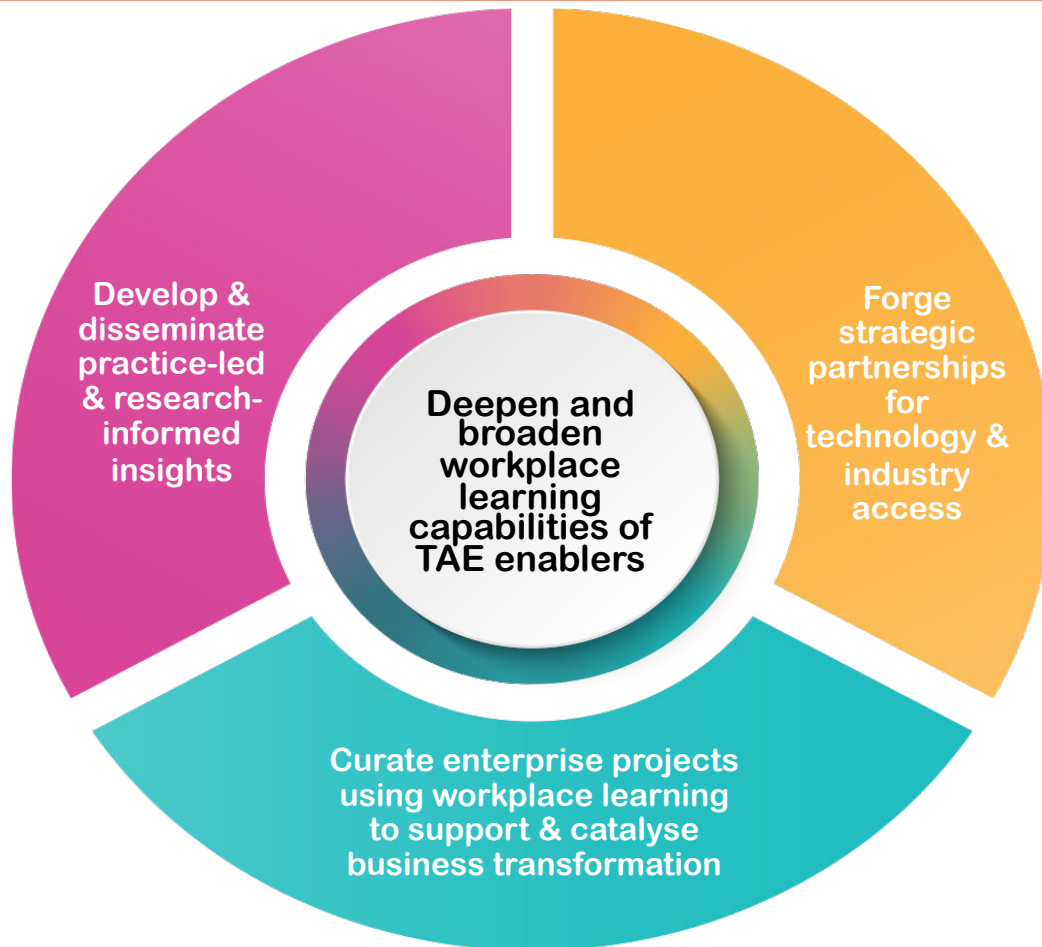 Develop &
disseminate
practice-led
& research-
informed
insights
Forge
strategic
partnerships
for
technology &
industry
access
Deepen and
broaden
workplace
learning
capabilities of
TAE enablers
Curate enterprise projects
using workplace learning
to support & catalyse
business transformation